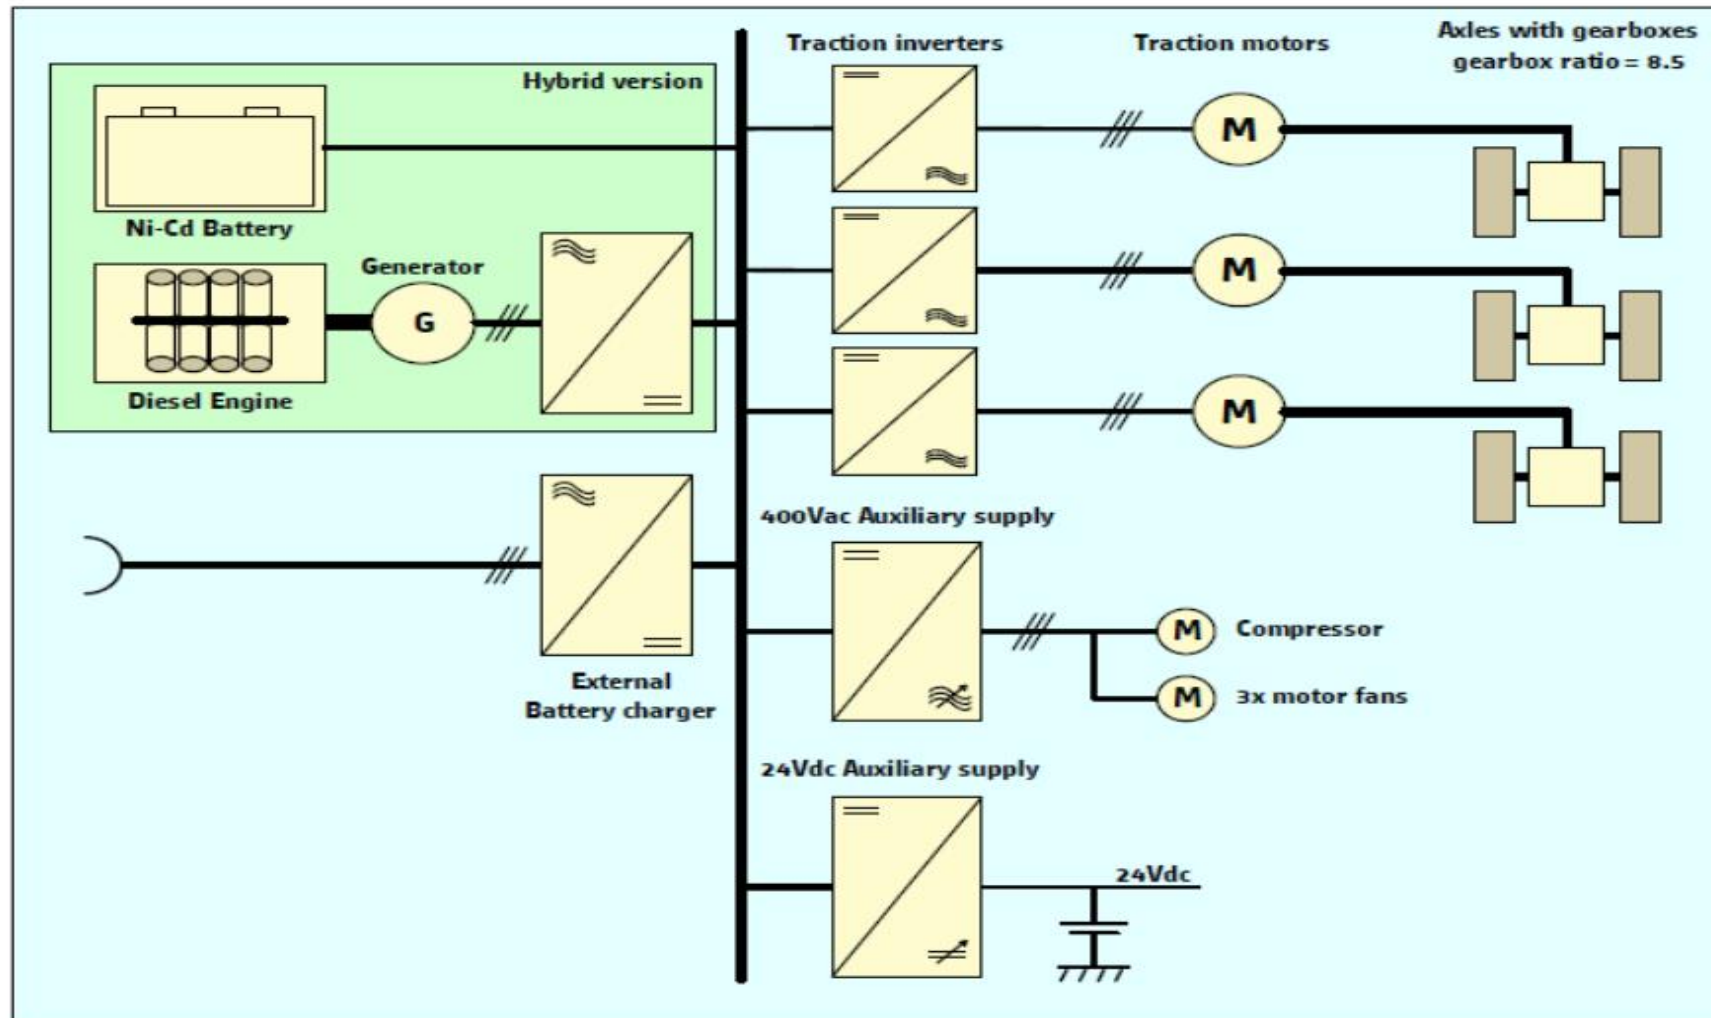 Traction inverters
Traction motors
Axles with gearboxes
gearbox ratio = 8.5
Hybrid version
Ni-Cd Battery
Generator
G
Diesel Engine
M
M
M
400Vac Auxiliary supply
M
Compressor
M
3x motor fans
External
Battery charger
24Vdc Auxiliary supply
24Vdc